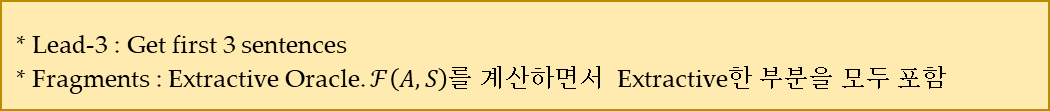 * Lead-3 : Get first 3 sentences
* Fragments : Extractive Oracle. ℱ(A, S)를 계산하면서 Extractive한 부분을 모두 포함